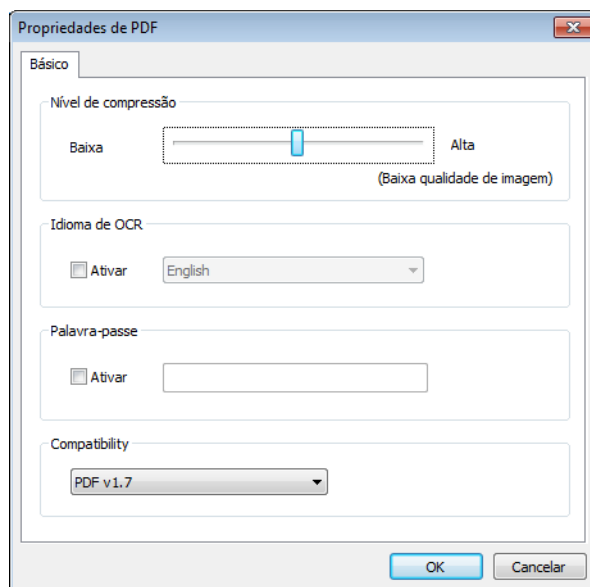 Propriedades de PDF
Básico
Nível de compressão
Baixa
Alta
(Baixa qualidade de imagem)
Idioma de OCR
Ativar
English
Palavra-passe
Ativar
Compatibility
PDF v1.7
OK
Cancelar